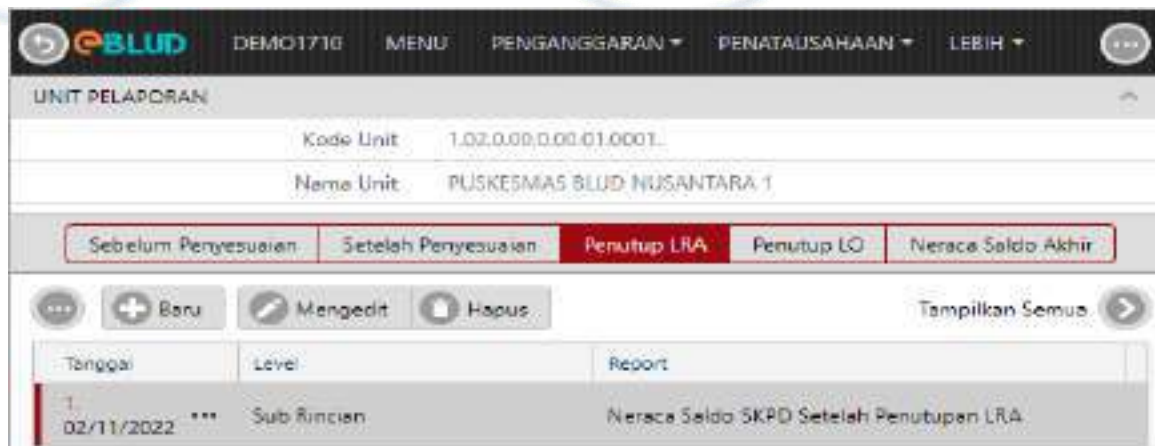 eBLUD DEMO1710 MENU PENGANGGARAN PENATAUSAHAAN LEBIH
UNIT PELAPORAN
Kode Unit 1.02.0.00.0.00.01.0001.
Nama Unit PUSKESMAS BLUD NUSANTARA 1
Sebelum Penyesuaian Setelah Penyesuaian Penutup LRA Penutup LO Neraca Saldo Akhir
Baru Mengedit Hapus Tampilkan Semua
Tanggal Level Report
1.
02/11/2022 Sub Rincian Neraca Saldo SKPD Setelah Penutupan LRA